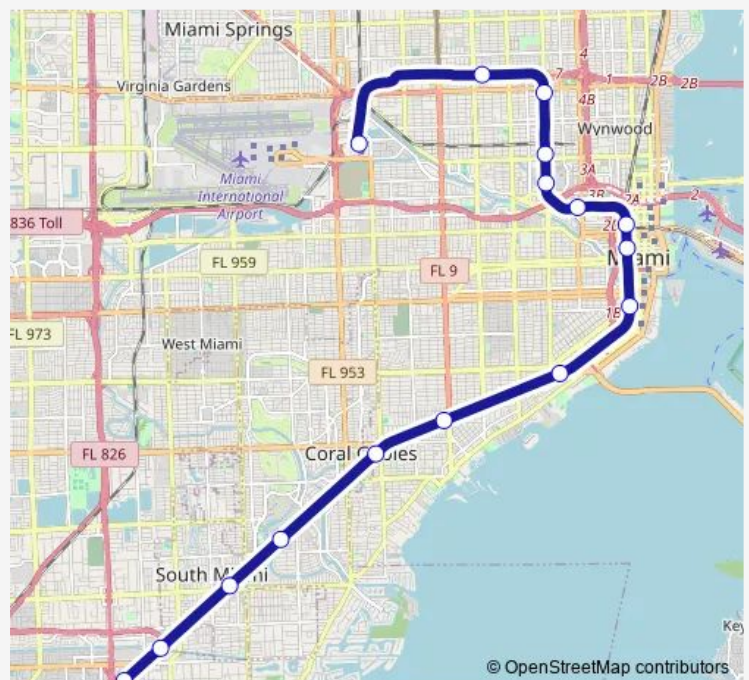 Miami Springs
Virginia Gardens
4
7
1
2B
2B
4B
Wynwood
Miami
International
Airport
3A
3B
2A
2
836 Toll
FL 959
FL 9
Miami
FL 973
1B
West Miami
FL 953
FL 826
Coral Gables
South Miami
Key
© OpenStreetMap contributors